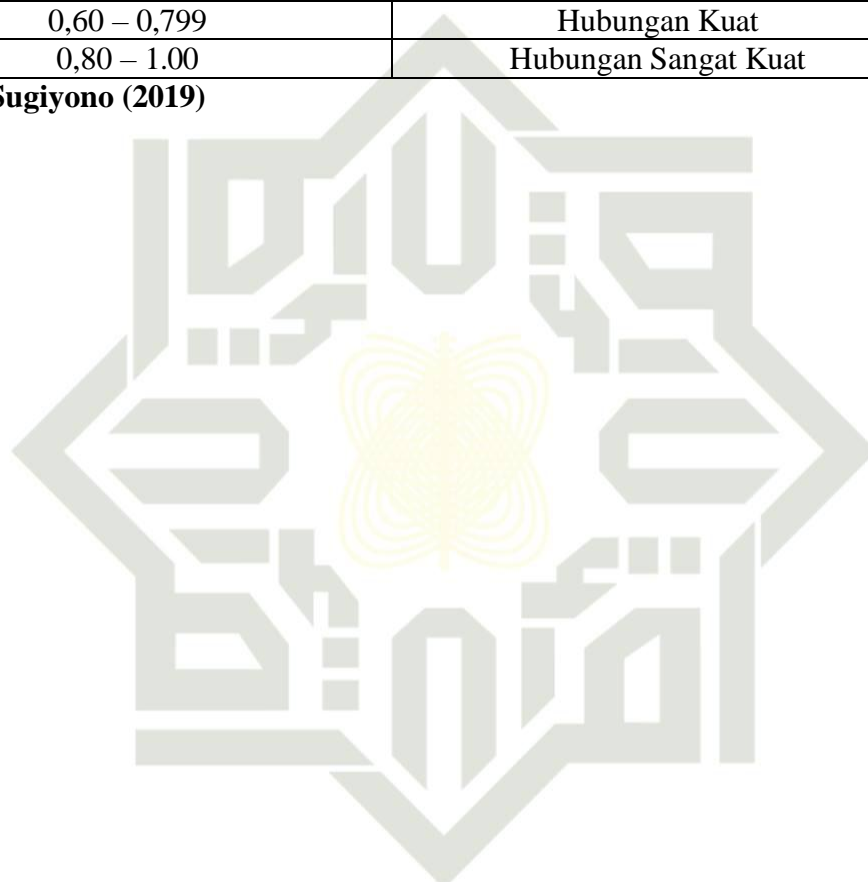 0,60 – 0,799 Hubungan Kuat
0,80 – 1.00 Hubungan Sangat Kuat
Sugiyono (2019)